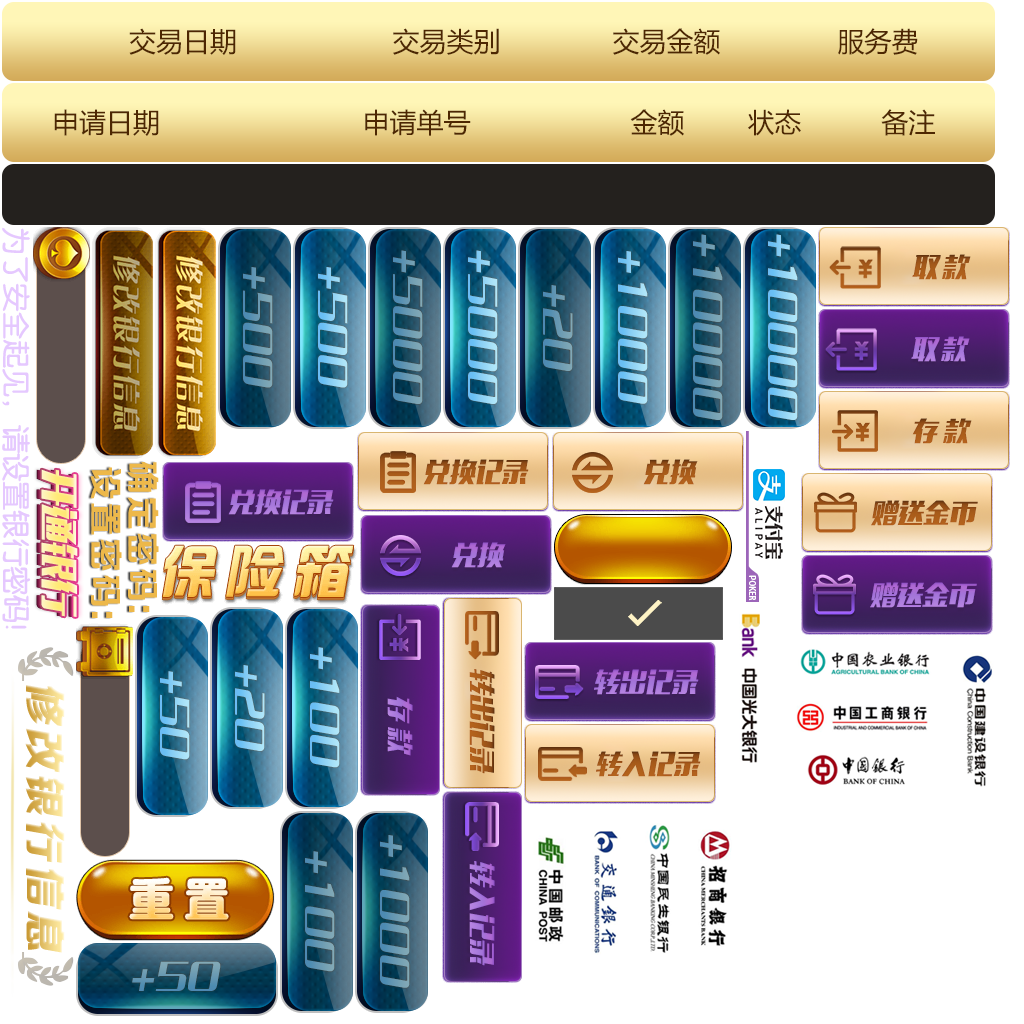 交易日期 交易类别 交易金额 服务费
申请日期 申请单号 金额 状态 备注
为了安全起见，请设置银行密码!
修改银行信息
修改银行信息
+500
+500
+5000
+5000
+20
+1000
+10000
+10000
取款
取款
存款
开通银行
设置密码:
确定密码:
兑换记录
兑换记录
兑换
兑换
保险箱
支付宝
ALIPAY
POKER
赠送金币
赠送金币
修改银行信息
+50
+20
+100
存款
转出记录
转出记录
转入记录
Bank
中国光大银行
中国农业银行
AGRICULTURAL BANK OF CHINA
中国工商银行
INDUSTRIAL AND COMMERCIAL BANK OF CHINA
中国银行
BANK OF CHINA
中国建设银行
China Construction Bank
重置
+50
+100
+1000
转入记录
中国邮政
CHINA POST
交通银行
BANK OF COMMUNICATIONS
中国民生银行
CHINA MINSHENG BANKING CORP.,LTD
招商银行
CHINA MERCHANTS BANK